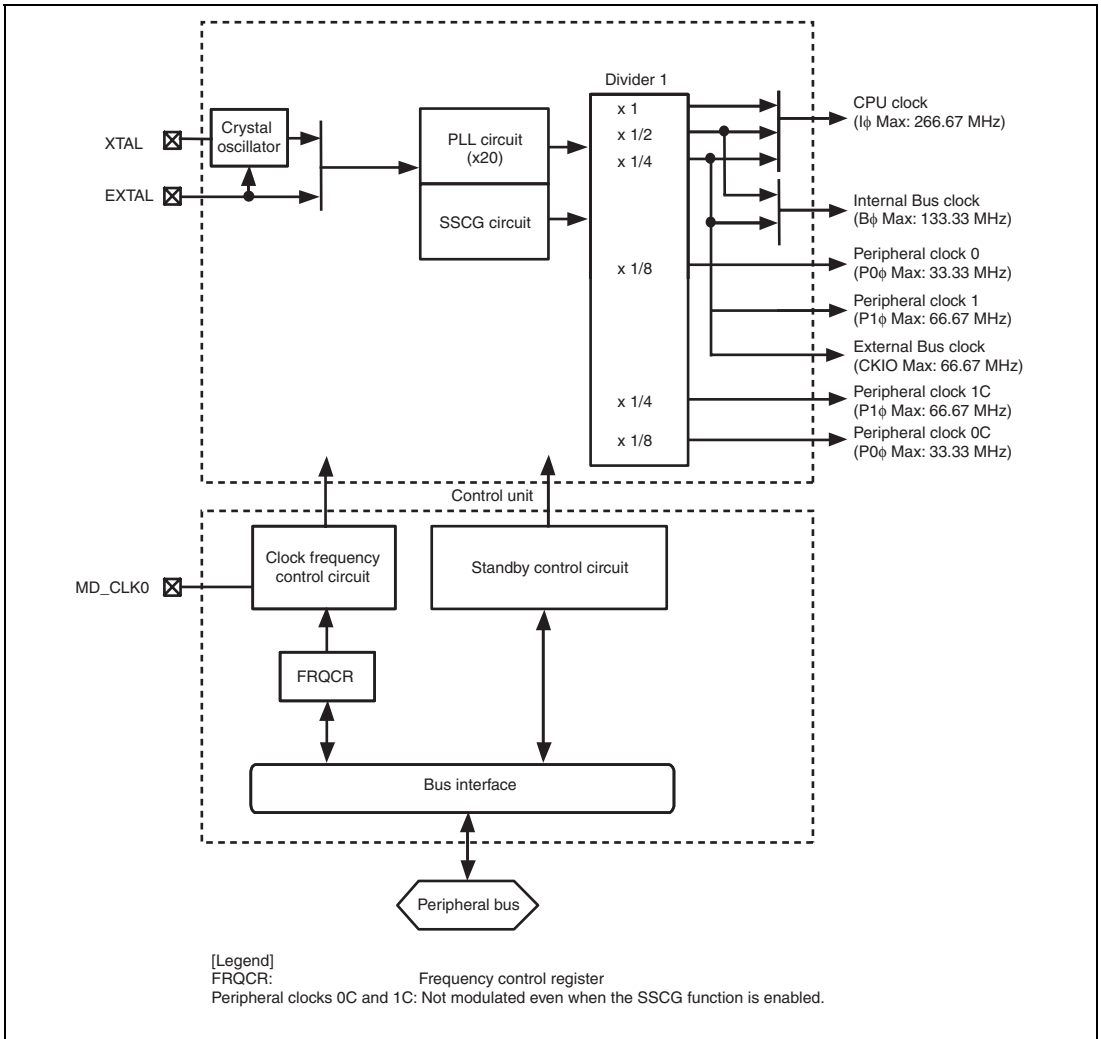 Divider 1
XTAL
EXTAL
Crystal
oscillator
PLL circuit
(x20)
SSCG circuit
x 1
x 1/2
x 1/4
x 1/8
x 1/4
x 1/8
CPU clock
(Iϕ Max: 266.67 MHz)
Internal Bus clock
(Bϕ Max: 133.33 MHz)
Peripheral clock 0
(P0ϕ Max: 33.33 MHz)
Peripheral clock 1
(P1ϕ Max: 66.67 MHz)
External Bus clock
(CKIO Max: 66.67 MHz)
Peripheral clock 1C
(P1ϕ Max: 66.67 MHz)
Peripheral clock 0C
(P0ϕ Max: 33.33 MHz)
Control unit
MD_CLK0
Clock frequency
control circuit
Standby control circuit
FRQCR
Bus interface
Peripheral bus
[Legend]
FRQCR: Frequency control register
Peripheral clocks 0C and 1C: Not modulated even when the SSCG function is enabled.